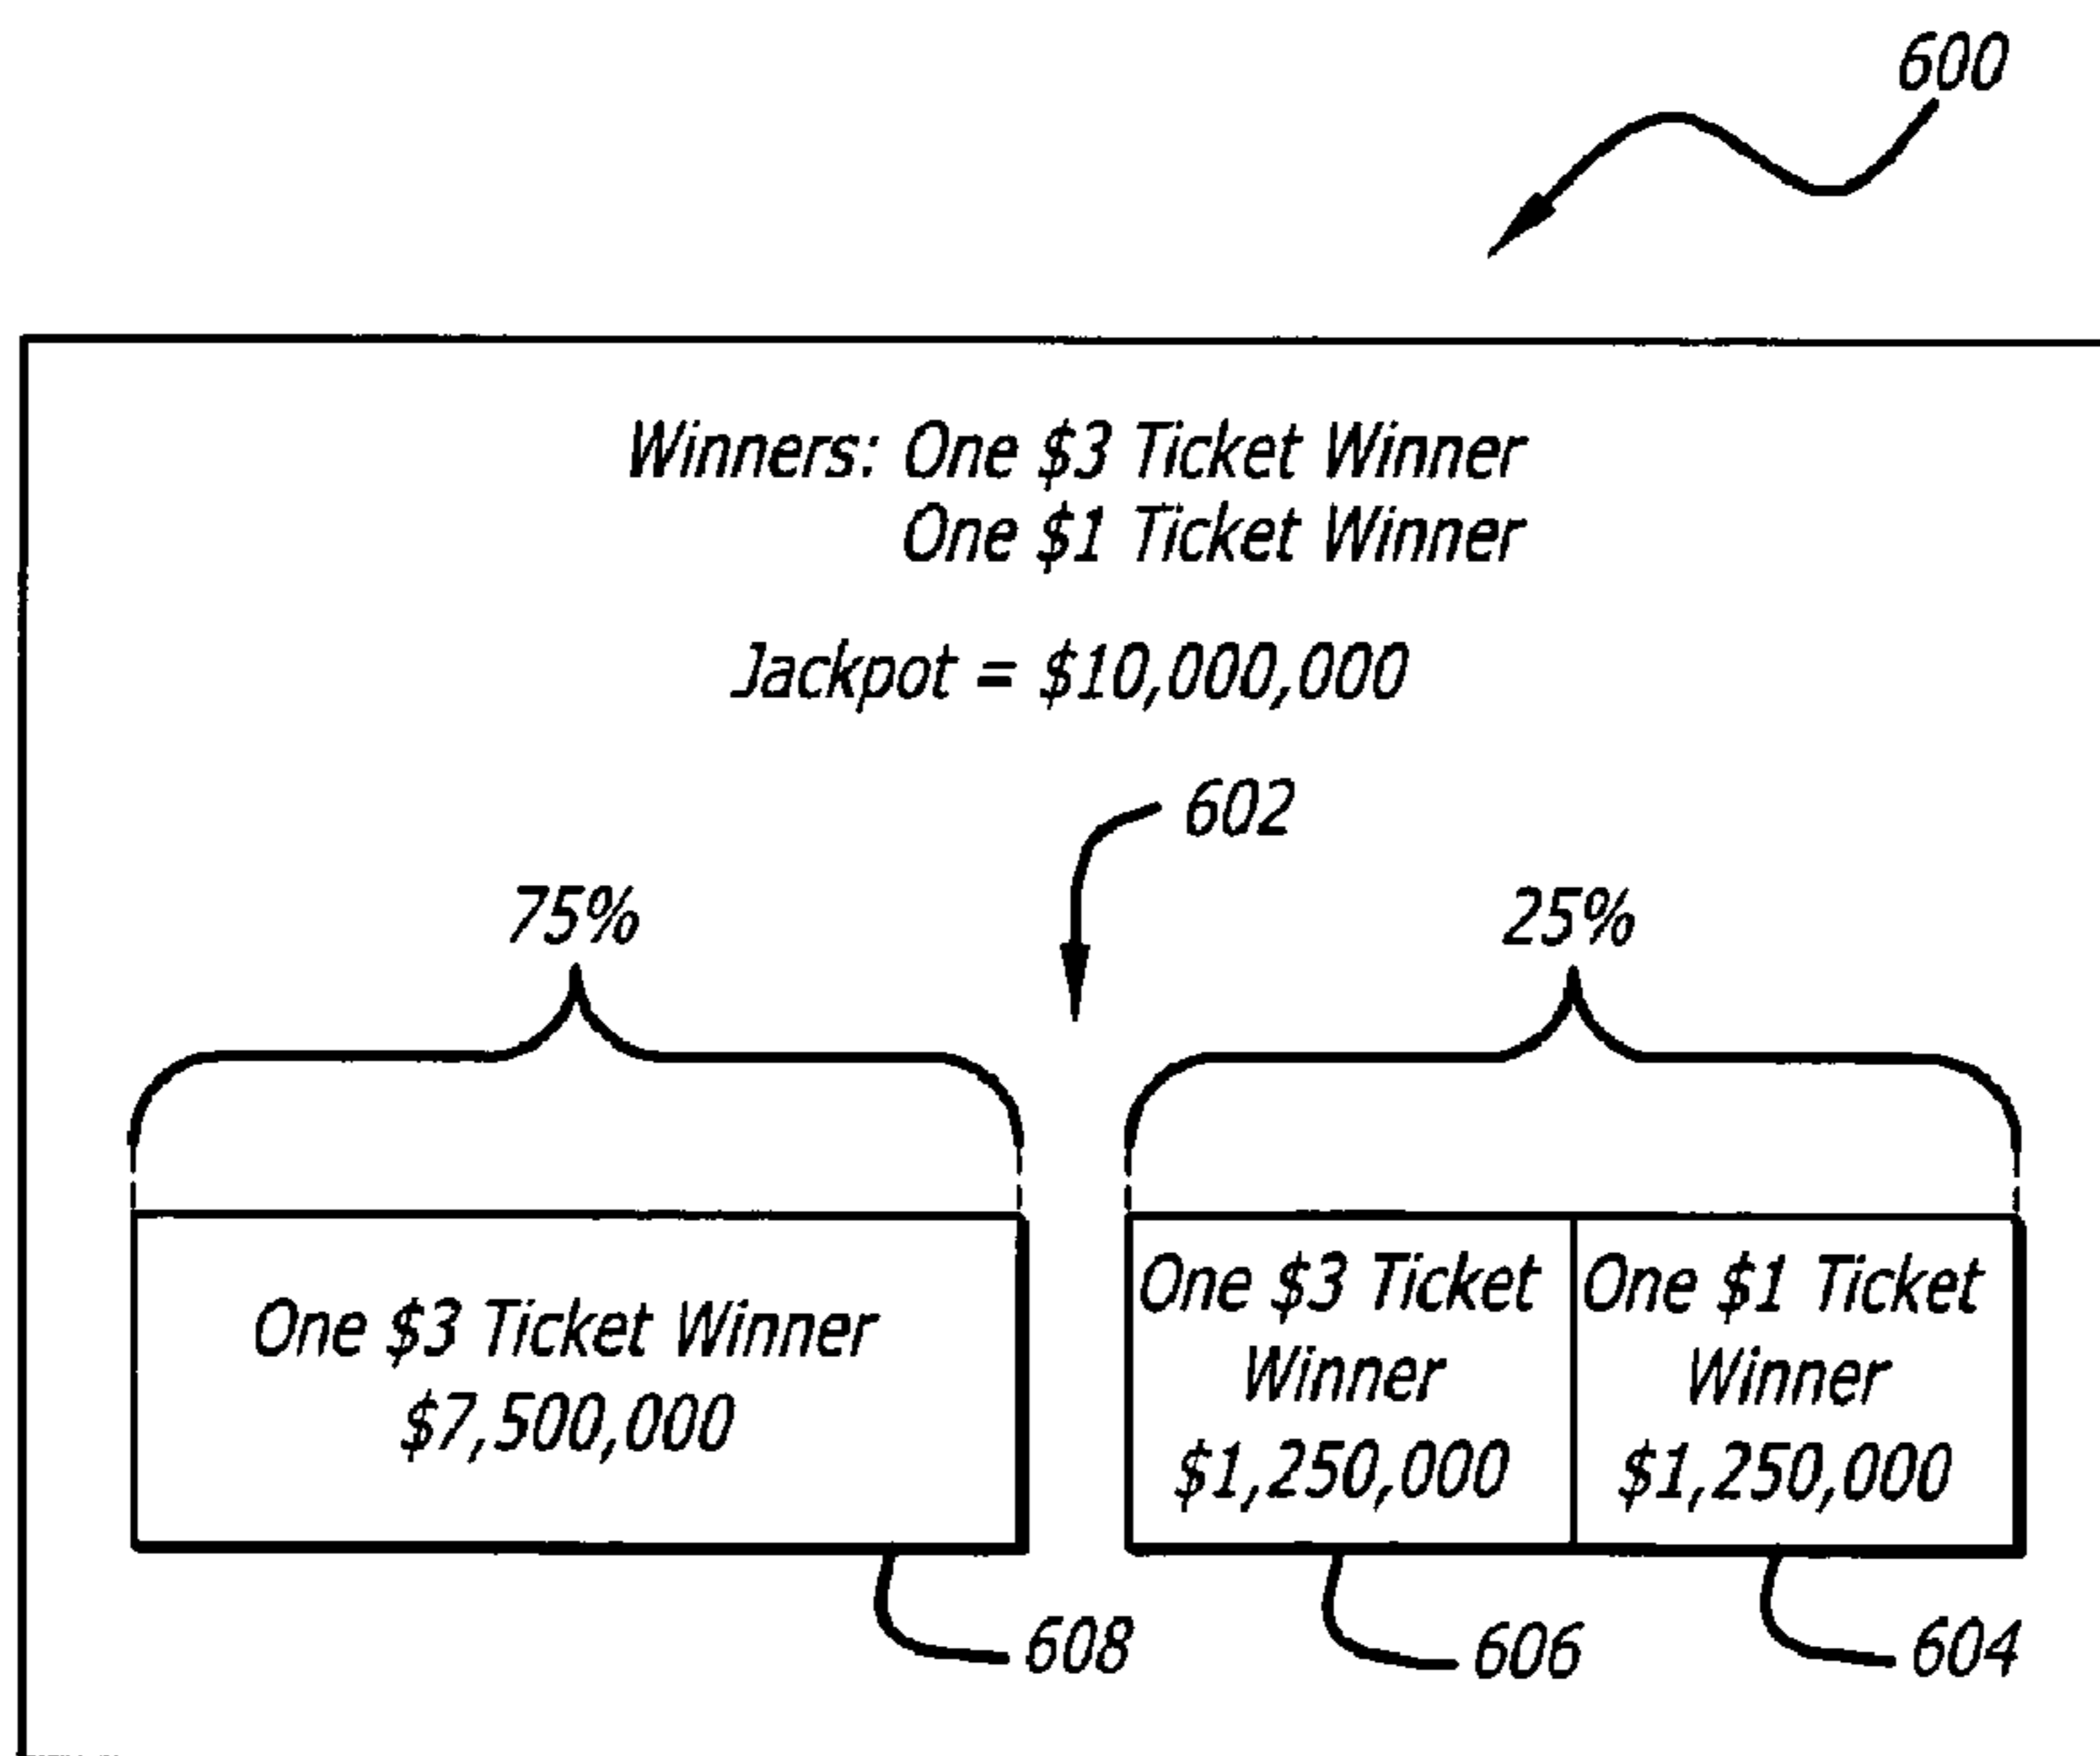 600
Winners: One $3 Ticket Winner
One $1 Ticket Winner
Jackpot = $10,000,000
602
75%
25%
One $3 Ticket Winner
$7,500,000
One $3 Ticket
Winner
$1,250,000
One $1 Ticket
Winner
$1,250,000
608
606
604